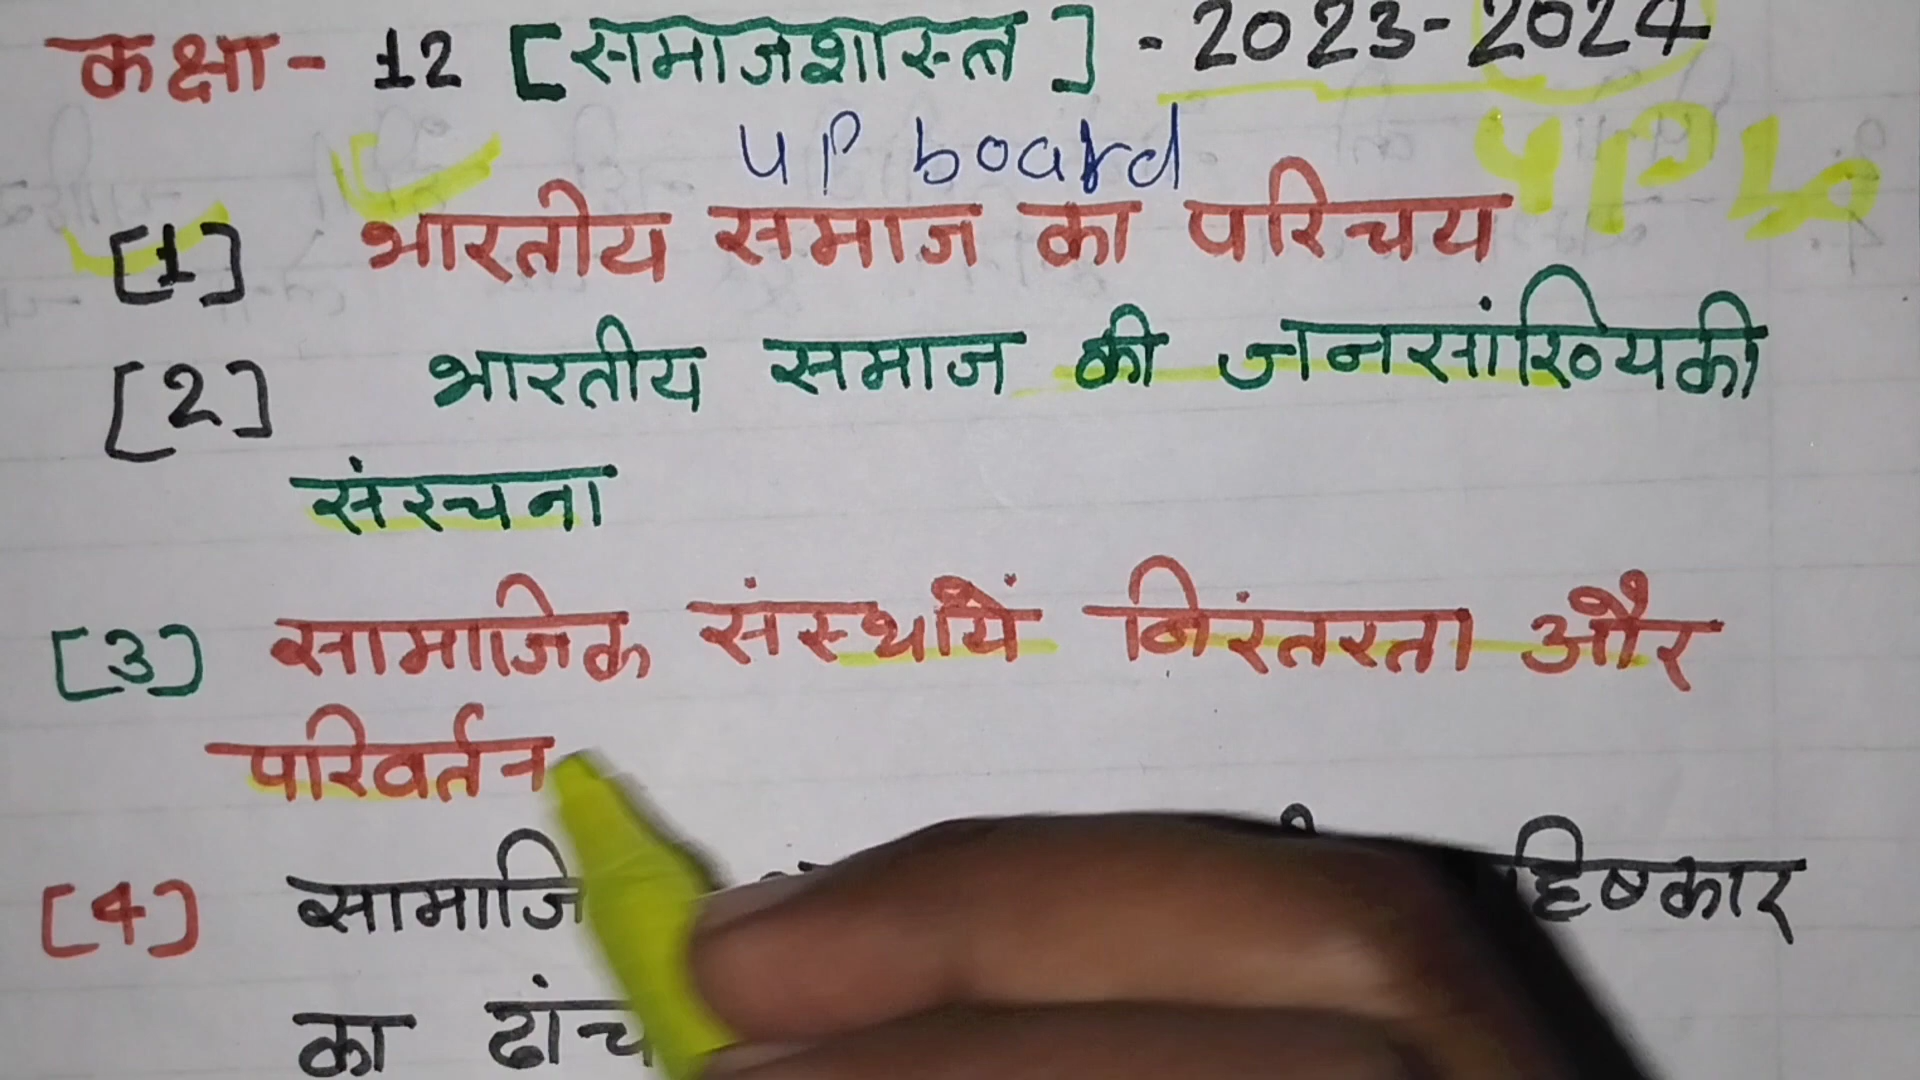 कक्षा - 12 [समाजशास्त्र] - 2023-2024
UP board
UPb
[1] भारतीय समाज का परिचय
[2] भारतीय समाज की जनसांख्यिकी
संरचना
[3] सामाजिक संस्थायें निरंतरता और
परिवर्तन
[4]
का